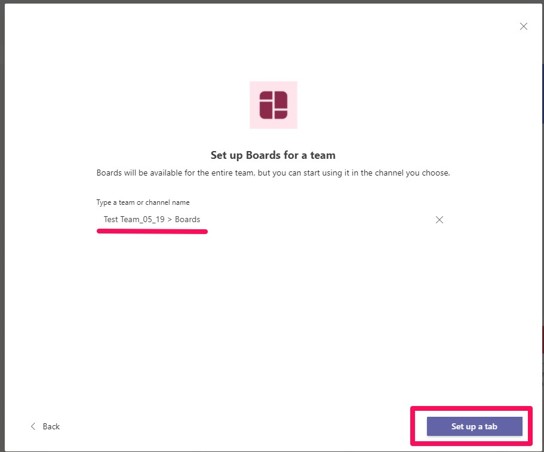 Set up Boards for a team
Boards will be available for the entire team, but you can start using it in the channel you choose.
Type a team or channel name
Test Team_05_19 > Boards
Back
Set up a tab